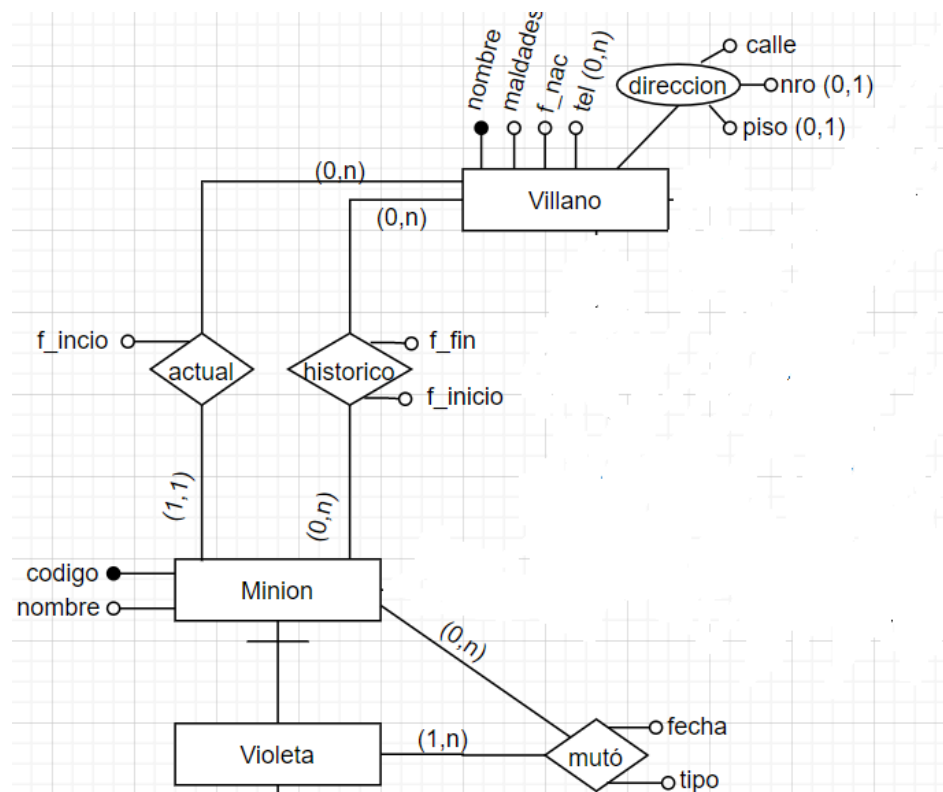 nombre
maldades
f_nac
tel (0,n)
calle
direccion
nro (0,1)
piso (0,1)
(0,n)
Villano
(0,n)
f_incio
f_fin
actual
historico
f_inicio
(1,1)
(0,n)
codigo
Minion
nombre
(0,n)
fecha
Violeta
(1,n)
mutó
tipo